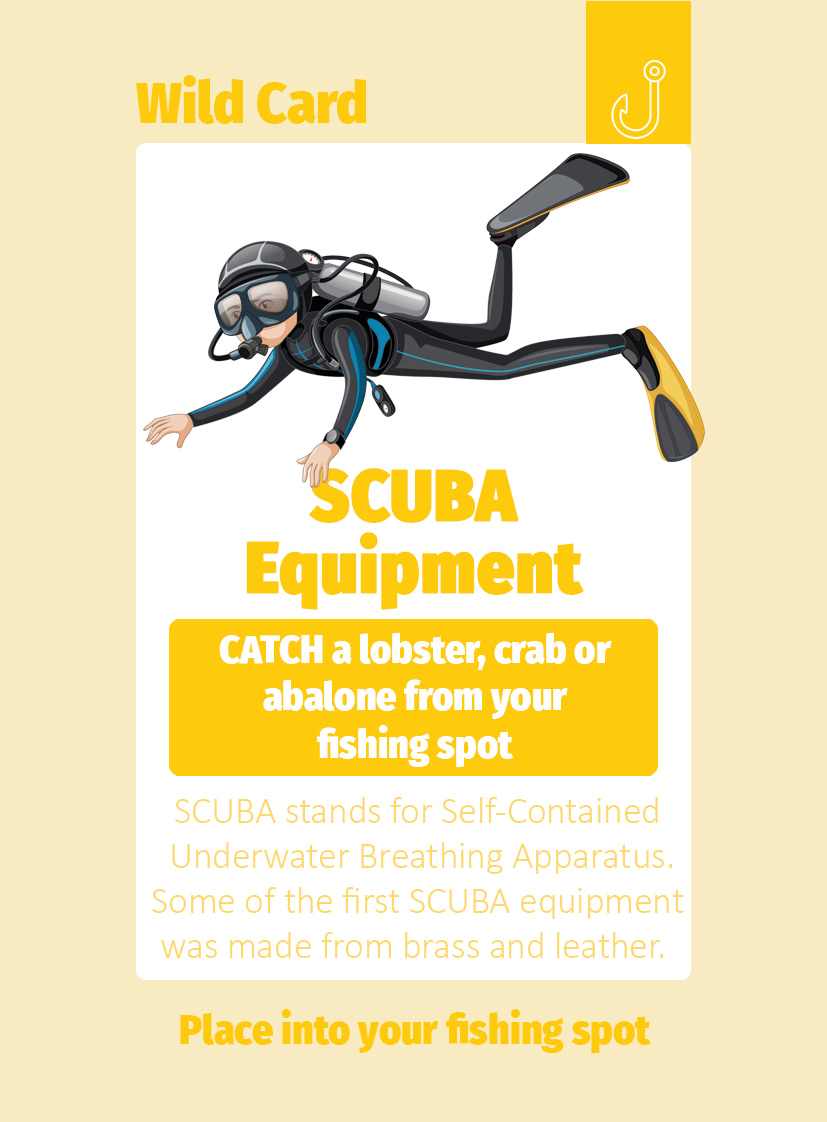 Wild Card
SCUBA
Equipment
CATCH a lobster, crab or
abalone from your
fishing spot
SCUBA stands for Self-Contained
Underwater Breathing Apparatus.
Some of the first SCUBA equipment
was made from brass and leather.
Place into your fishing spot